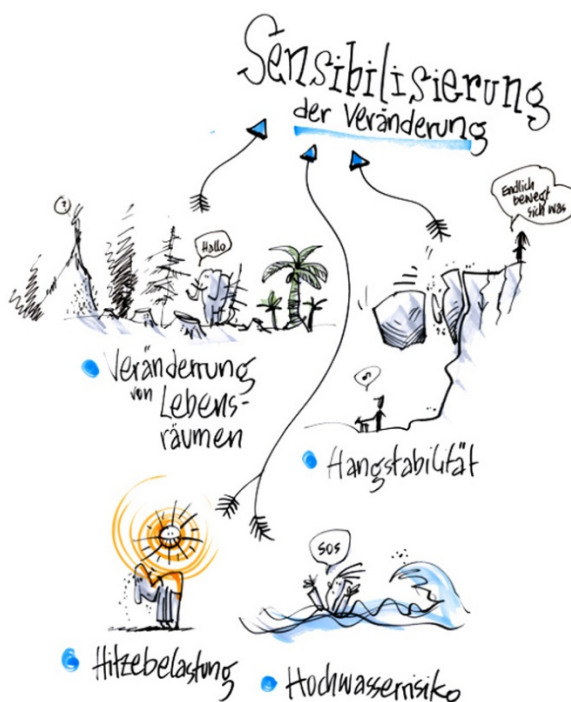 Sensibilisierung
der Veränderung
Endlich
bewegt
sich was
?
Hallo
Veränderung
von Lebens-
räumen
Hangstabilität
SOS
Hitzebelastung
Hochwasserrisiko